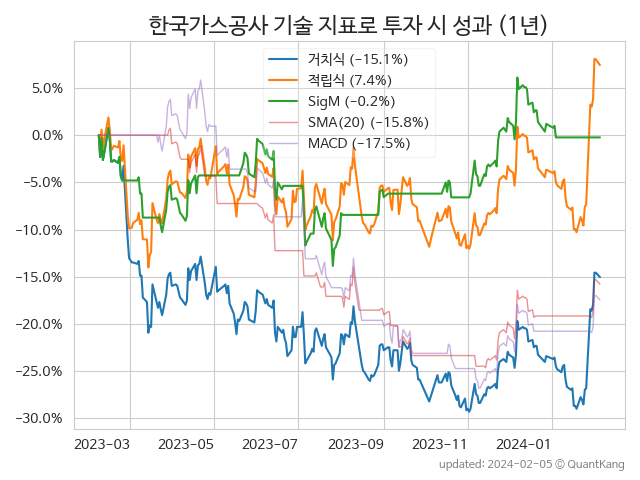 한국가스공사 기술 지표로 투자 시 성과 (1년)
거치식 (−15.1%)
적립식 (7.4%)
SigM (−0.2%)
SMA(20) (−15.8%)
MACD (−17.5%)
5.0%
0.0%
−5.0%
−10.0%
−15.0%
−20.0%
−25.0%
−30.0%
2023-03 2023-05 2023-07 2023-09 2023-11 2024-01
updated: 2024-02-05 ⓒ QuantKang